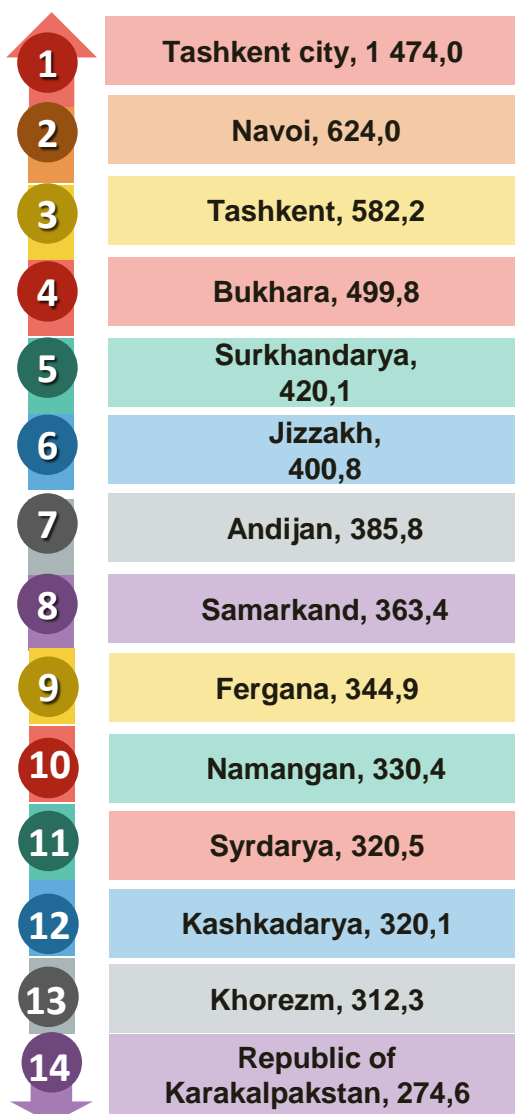 1
Tashkent city, 1 474,0
2
Navoi, 624,0
3
Tashkent, 582,2
4
Bukhara, 499,8
5
Surkhandarya,
420,1
6
Jizzakh,
400,8
7
Andijan, 385,8
8
Samarkand, 363,4
9
Fergana, 344,9
10
Namangan, 330,4
11
Syrdarya, 320,5
12
Kashkadarya, 320,1
13
Khorezm, 312,3
14
Republic of
Karakalpakstan, 274,6